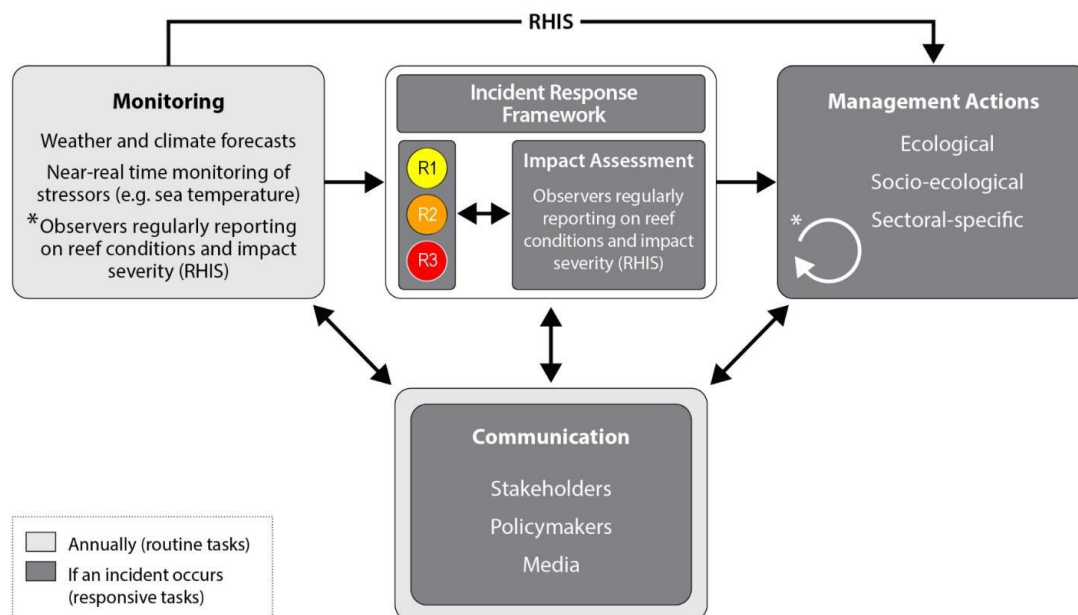 RHIS
Monitoring
Weather and climate forecasts
Near-real time monitoring of
stressors (e.g. sea temperature)
*Observers regularly reporting
on reef conditions and impact
severity (RHIS)
Incident Response
Framework
R1
R2
R3
Impact Assessment
Observers regularly
reporting on reef
conditions and impact
severity (RHIS)
Management Actions
Ecological
Socio-ecological
Sectoral-specific
*
Communication
Stakeholders
Policymakers
Media
Annually (routine tasks)
If an incident occurs
(responsive tasks)